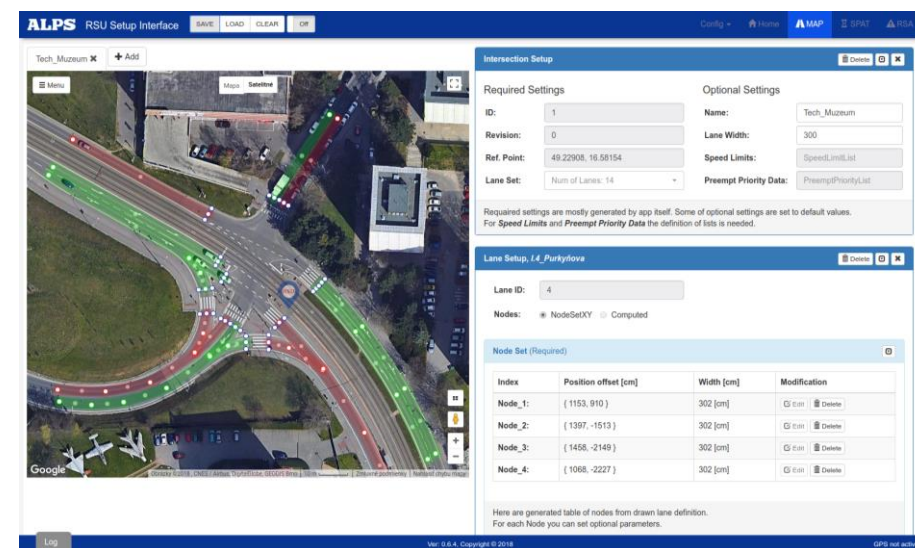 ALPS RSU Setup Interface SAVE LOAD CLEAR Off Config Home MAP SPAT RSA
Tech_Muzeum Add
Menu Mapa Satelitné
RSU
Google
Intersection Setup Delete
Required Settings Optional Settings
ID: 1 Name: Tech_Muzeum
Revision: 0 Lane Width: 300
Ref. Point: 49.22908, 16.58154 Speed Limits: SpeedLimitList
Lane Set: Num of Lanes: 14 Preempt Priority Data: PreemptPriorityList
Requaired settings are mostly generated by app itself. Some of optional settings are set to default values.
For Speed Limits and Preempt Priority Data the definition of lists is needed.
Lane Setup, I.4_Purkyňova Delete
Lane ID: 4
Nodes: NodeSetXY Computed
Node Set (Required)
Index Position offset [cm] Width [cm] Modification
Node_1: { 1153, 910 } 302 [cm] Edit Delete
Node_2: { 1397, -1513 } 302 [cm] Edit Delete
Node_3: { 1458, -2149 } 302 [cm] Edit Delete
Node_4: { 1068, -2227 } 302 [cm] Edit Delete
Here are generated table of nodes from drawn lane definition.
For each Node you can set optional parameters.
Log Ver: 0.6.4, Copyright © 2018 GPS not activ